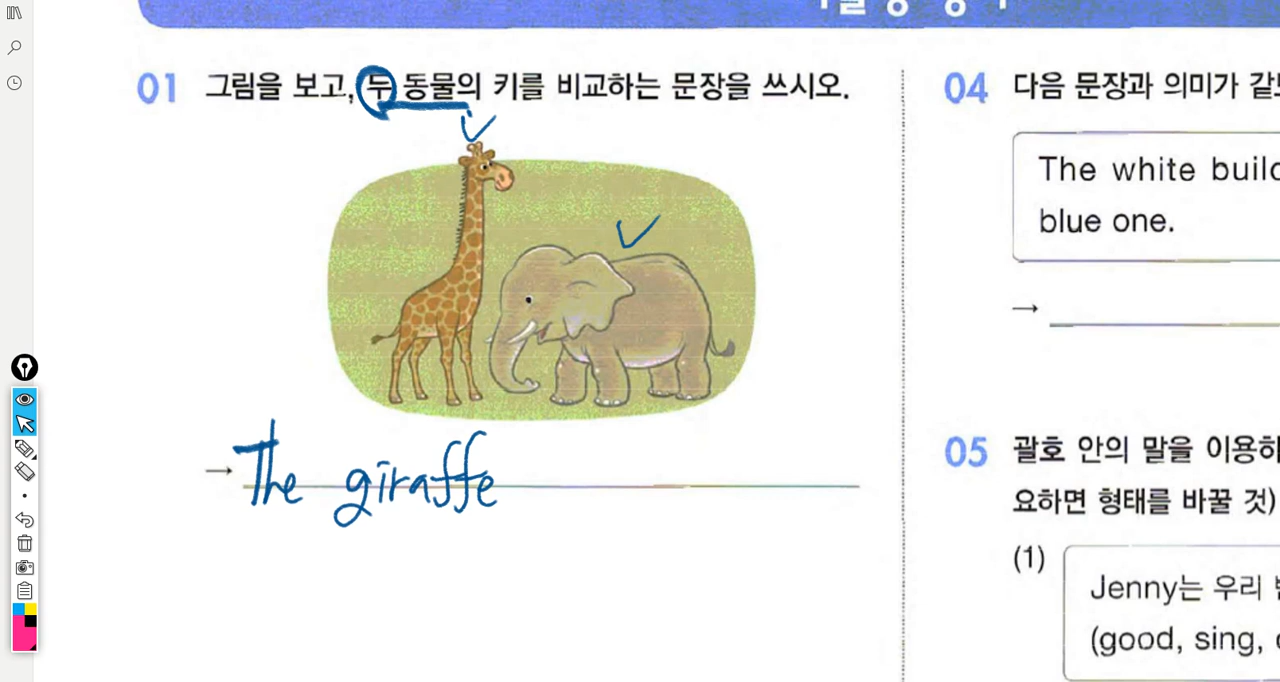 01 그림을 보고, 두 동물의 키를 비교하는 문장을 쓰시오.
→ The giraffe
04 다음 문장과 의미가 같
The white build
blue one.
→
05 괄호 안의 말을 이용하
요하면 형태를 바꿀 것)
(1)
Jenny는 우리
(good, sing,